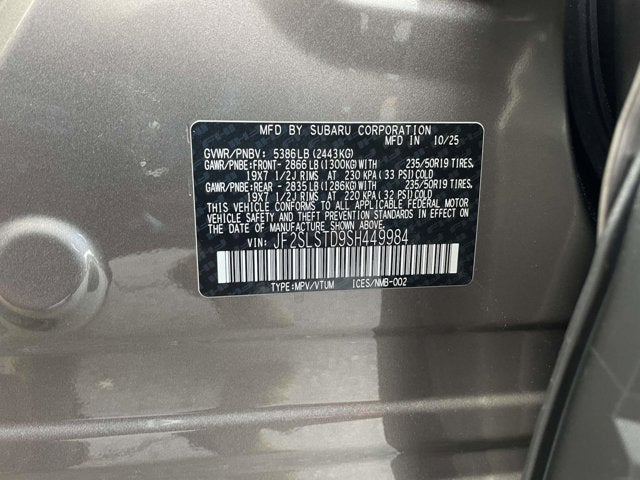 MFD BY SUBARU CORPORATION
MFD IN 10/25
GVWR/PNBV: 5386LB(2443KG)
GAWR/PNBE:FRONT- 2866LB(1300KG)WITH 235/50R19 TIRES,
19X7 1/2J RIMS AT 230 KPA( 33 PSI)COLD
GAWR/PNBE:REAR - 2835LB(1286KG)WITH 235/50R19 TIRES,
19X7 1/2J RIMS AT 220 KPA( 32 PSI)COLD
THIS VEHICLE CONFORMS TO ALL APPLICABLE FEDERAL MOTOR
VEHICLE SAFETY AND THEFT PREVENTION STANDARDS IN EFFECT
ON THE DATE OF MANUFACTURE SHOWN ABOVE.
VIN: JF2SLSTD9SH449984
TYPE:MPV/VTUM ICES/NMB-002